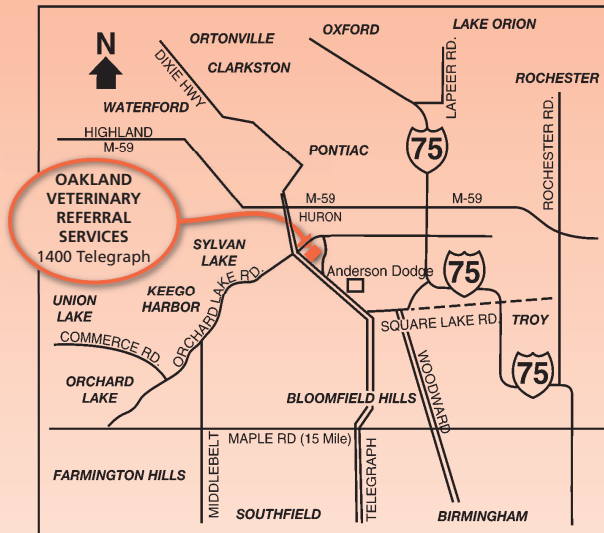 N
ORTONVILLE
OXFORD
LAKE ORION
DIXIE HWY
CLARKSTON
LAPEER RD.
ROCHESTER
WATERFORD
ROCHESTER RD.
HIGHLAND
M-59
PONTIAC
75
OAKLAND
VETERINARY
REFERRAL
SERVICES
1400 Telegraph
M-59
M-59
HURON
SYLVAN
LAKE
Anderson Dodge
75
KEEGO
HARBOR
ORCHARD LAKE RD.
UNION
LAKE
SQUARE LAKE RD.
TROY
COMMERCE RD.
75
ORCHARD
LAKE
WOODWARD
BLOOMFIELD HILLS
MAPLE RD (15 Mile)
MIDDLEBELT
TELEGRAPH
FARMINGTON HILLS
SOUTHFIELD
BIRMINGHAM